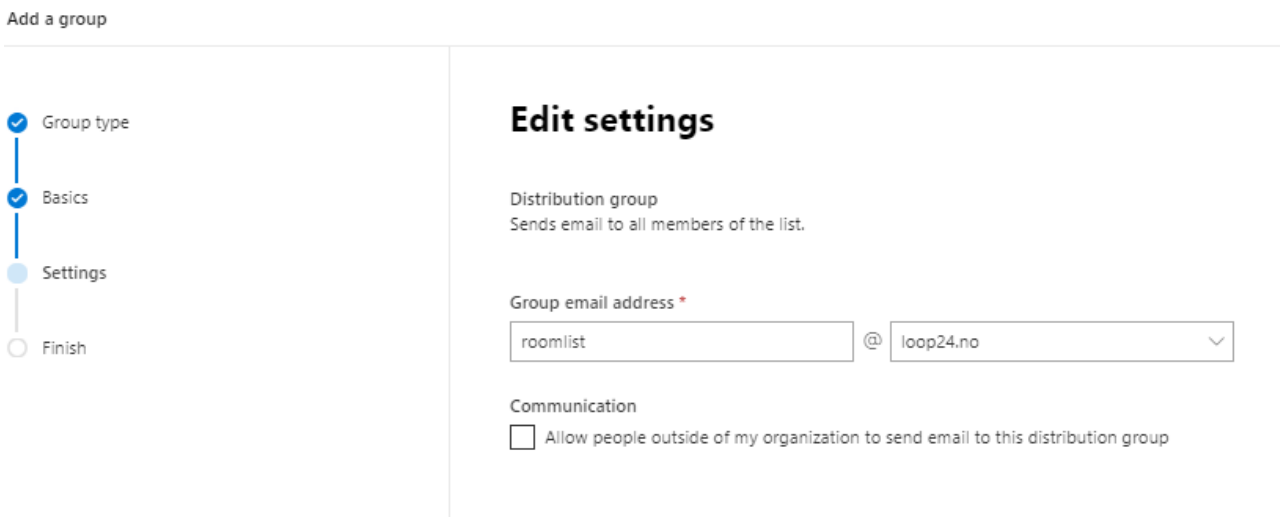 Add a group
Group type
Basics
Settings
Finish
Edit settings
Distribution group
Sends email to all members of the list.
Group email address *
roomlist @ loop24.no
Communication
Allow people outside of my organization to send email to this distribution group